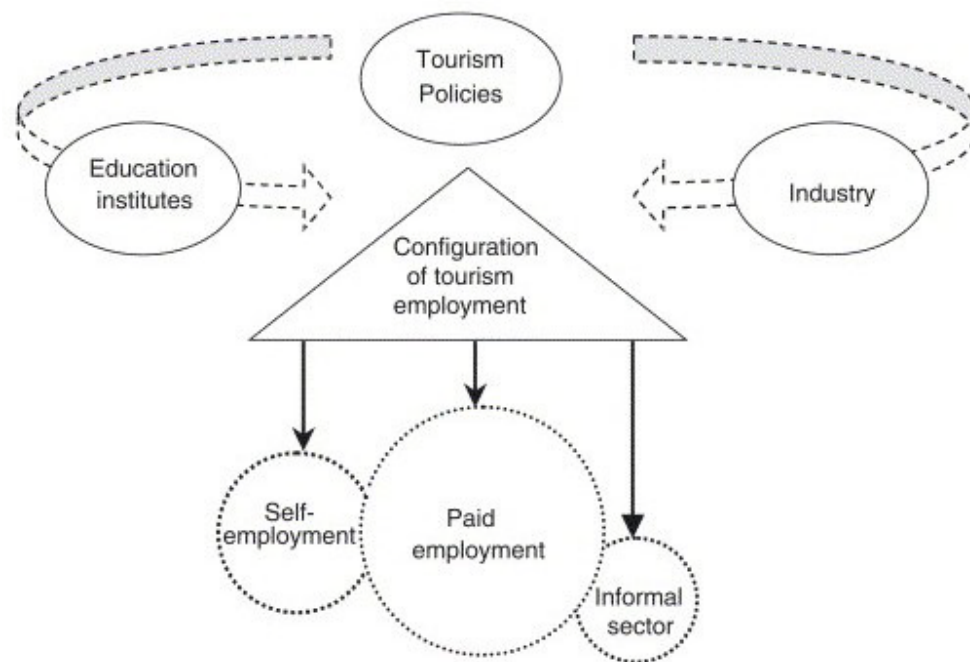 Tourism
Policies
Education
institutes
Industry
Configuration
of tourism
employment
Self-
employment
Paid
employment
Informal
sector